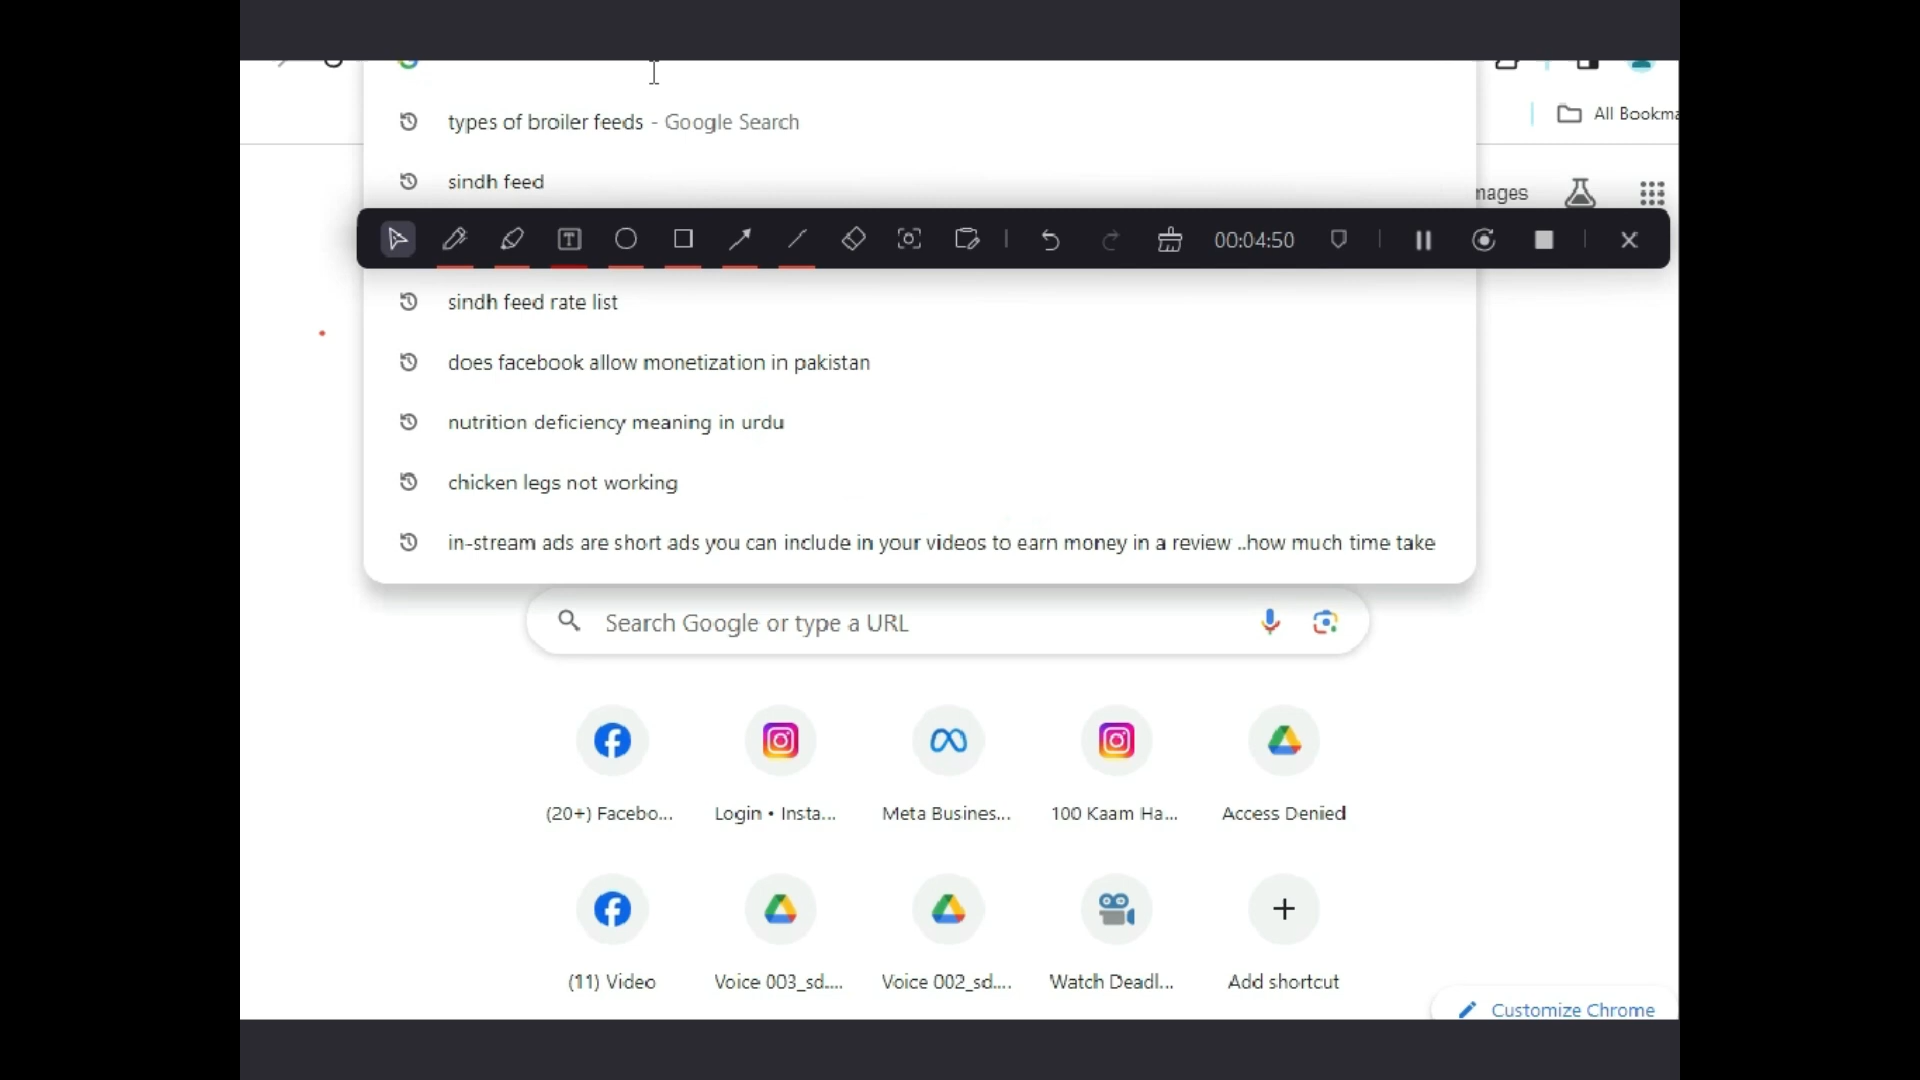 All Bookma
types of broiler feeds - Google Search
sindh feed
mages
00:04:50
sindh feed rate list
does facebook allow monetization in pakistan
nutrition deficiency meaning in urdu
chicken legs not working
in-stream ads are short ads you can include in your videos to earn money in a review ..how much time take
Search Google or type a URL
(20+) Facebo...
Login • Insta...
Meta Busines...
100 Kaam Ha...
Access Denied
(11) Video
Voice 003_sd....
Voice 002_sd....
Watch Deadl...
Add shortcut
Customize Chrome